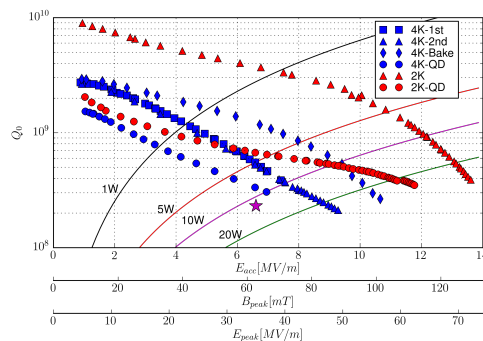 10^10
10^9
10^8
Q_0
4K-1st
4K-2nd
4K-Bake
4K-QD
2K
2K-QD
1W
5W
10W
20W
0 2 4 6 8 10 12 14
E_acc[MV/m]
0 20 40 60 80 100 120
B_peak[mT]
0 10 20 30 40 50 60 70
E_peak[MV/m]